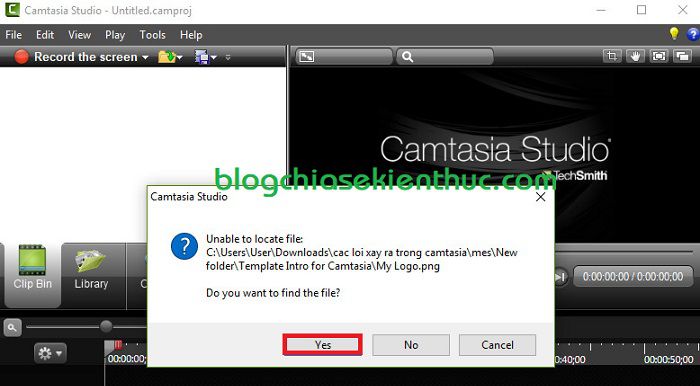 Camtasia Studio - Untitled.camproj
File Edit View Play Tools Help
Record the screen
Camtasia Studio
TechSmith
blogchiasekienthuc.com
Camtasia Studio
Unable to locate file:
C:\Users\User\Downloads\cac loi xay ra trong camtasia\mes\New
folder\Template Intro for Camtasia\My Logo.png
Do you want to find the file?
Yes No Cancel
Clip Bin Library C
0:00:00;00 / 0:00:00;00
00:00:00;0
:40;00 00:00:50;00